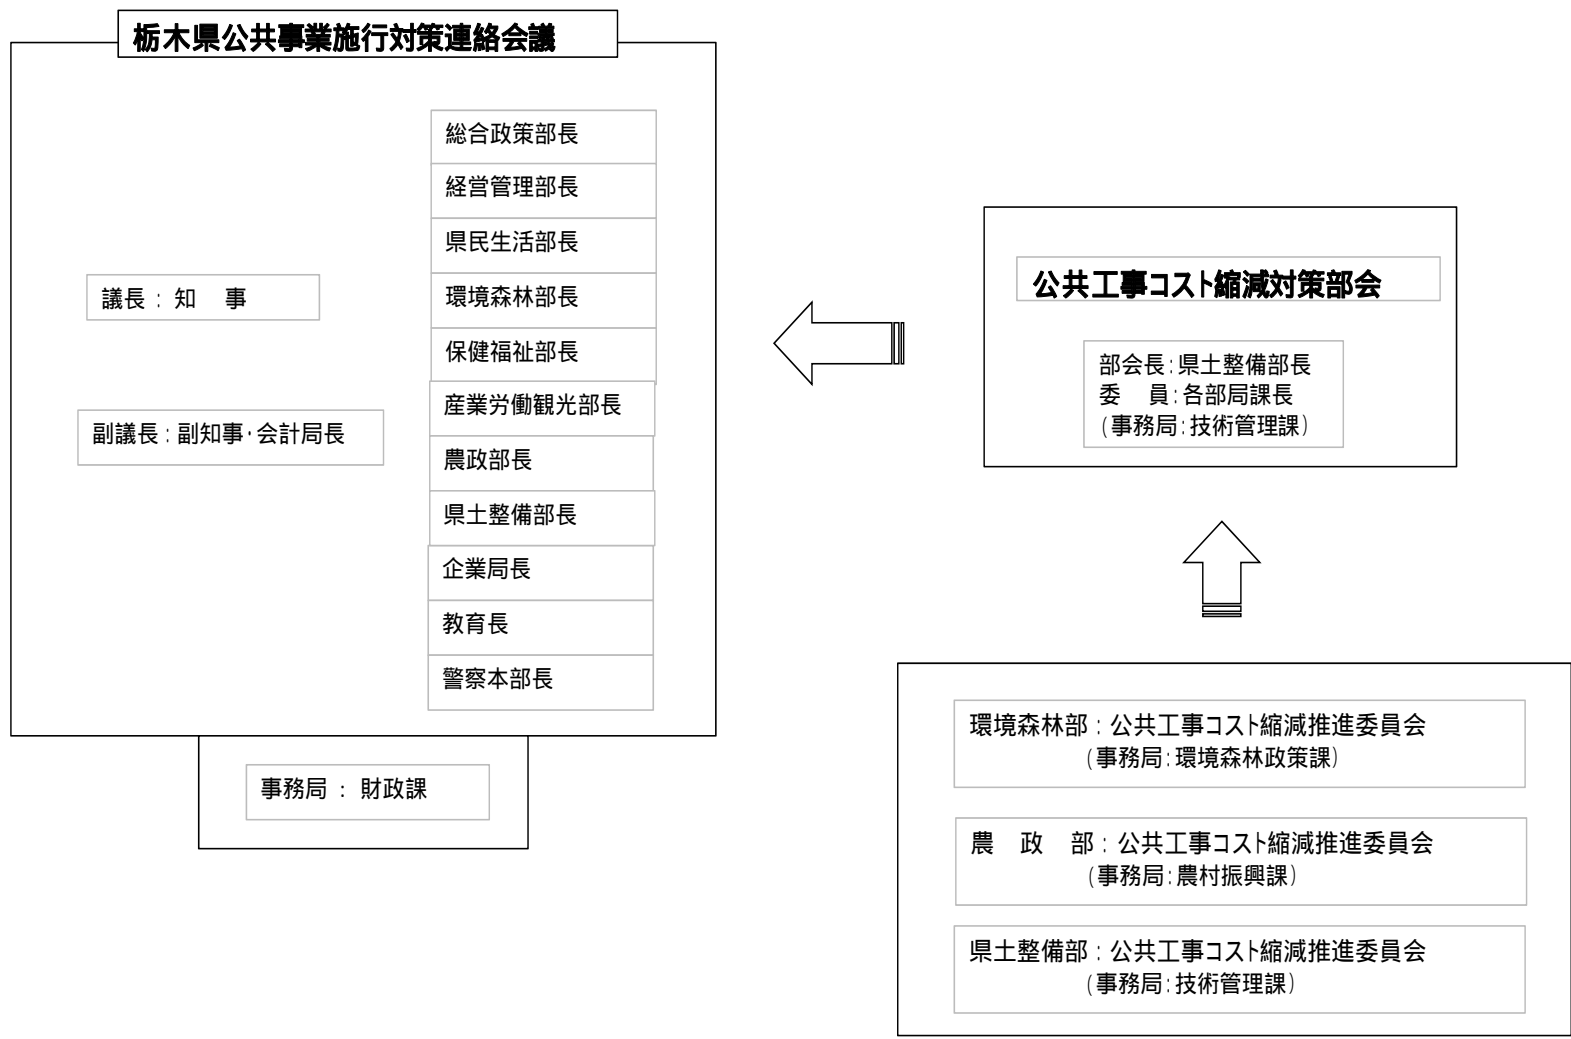 栃木県公共事業施行対策連絡会議
議長：知　事
副議長：副知事・会計局長
総合政策部長
経営管理部長
県民生活部長
環境森林部長
保健福祉部長
産業労働観光部長
農政部長
県土整備部長
企業局長
教育長
警察本部長
事務局 ： 財政課
公共工事コスト縮減対策部会
部会長：県土整備部長
委　員：各部局課長
（事務局：技術管理課）
環境森林部：公共工事コスト縮減推進委員会
（事務局：環境森林政策課）
農　政　部：公共工事コスト縮減推進委員会
（事務局：農村振興課）
県土整備部：公共工事コスト縮減推進委員会
（事務局：技術管理課）